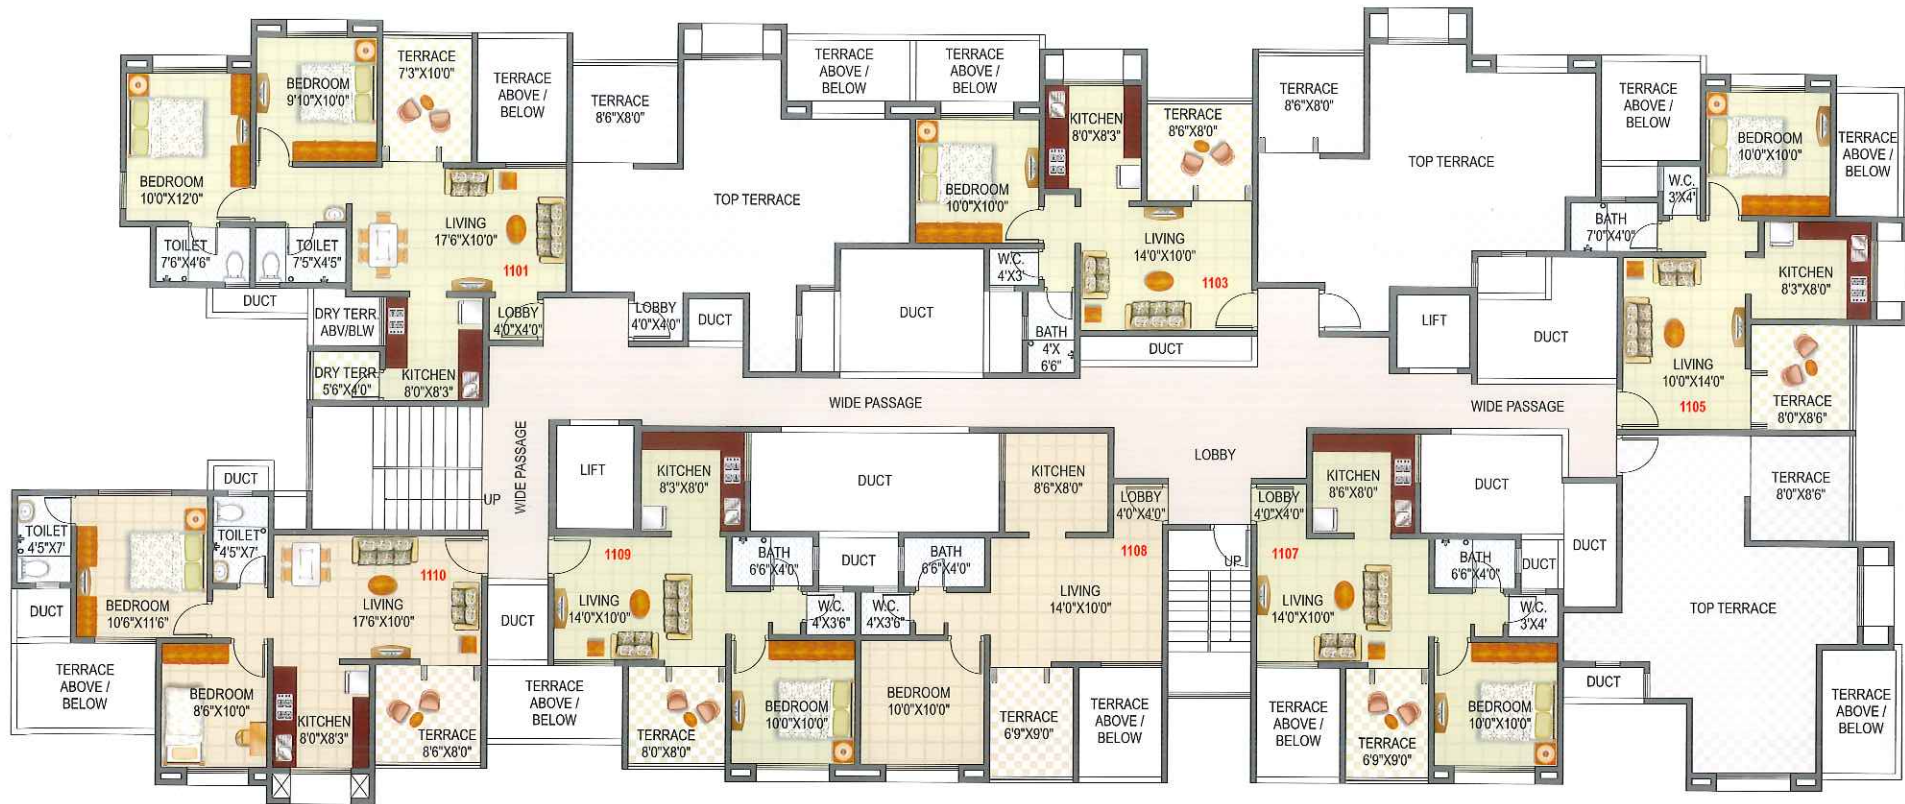 BEDROOM
10'0"X12'0"
BEDROOM
9'10"X10'0"
TERRACE
7'3"X10'0"
TERRACE
ABOVE /
BELOW
LIVING
17'6"X10'0"
1101
TOILET
7'6"X4'6"
TOILET
7'5"X4'5"
DUCT
DRY TERR.
ABV/BLW
DRY TERR.
5'6"X4'0"
KITCHEN
8'0"X8'3"
LOBBY
4'0"X4'0"
TERRACE
8'6"X8'0"
TOP TERRACE
LOBBY
4'0"X4'0"
DUCT
TERRACE
ABOVE /
BELOW
TERRACE
ABOVE /
BELOW
BEDROOM
10'0"X10'0"
KITCHEN
8'0"X8'3"
TERRACE
8'6"X8'0"
LIVING
14'0"X10'0"
1103
W.C.
4'X3'
BATH
4'X
6'6"
DUCT
DUCT
TERRACE
8'6"X8'0"
TOP TERRACE
TERRACE
ABOVE /
BELOW
BEDROOM
10'0"X10'0"
TERRACE
ABOVE /
BELOW
W.C.
3'X4'
BATH
7'0"X4'0"
KITCHEN
8'3"X8'0"
LIFT
DUCT
LIVING
10'0"X14'0"
1105
TERRACE
8'0"X8'6"
WIDE PASSAGE
WIDE PASSAGE
WIDE PASSAGE
LOBBY
UP
DUCT
TOILET
4'5"X7'
DUCT
BEDROOM
10'6"X11'6"
TOILET
4'5"X7'
1110
LIVING
17'6"X10'0"
TERRACE
ABOVE /
BELOW
BEDROOM
8'6"X10'0"
KITCHEN
8'0"X8'3"
TERRACE
8'6"X8'0"
DUCT
TERRACE
ABOVE /
BELOW
LIFT
KITCHEN
8'3"X8'0"
1109
LIVING
14'0"X10'0"
BATH
6'6"X4'0"
W.C.
4'X3'6"
TERRACE
8'0"X8'0"
BEDROOM
10'0"X10'0"
DUCT
DUCT
KITCHEN
8'6"X8'0"
LOBBY
4'0"X4'0"
1108
BATH
6'6"X4'0"
W.C.
4'X3'6"
LIVING
14'0"X10'0"
BEDROOM
10'0"X10'0"
TERRACE
6'9"X9'0"
TERRACE
ABOVE /
BELOW
UP
LOBBY
4'0"X4'0"
1107
KITCHEN
8'6"X8'0"
LIVING
14'0"X10'0"
DUCT
BATH
6'6"X4'0"
DUCT
DUCT
W.C.
3'X4'
TERRACE
ABOVE /
BELOW
TERRACE
6'9"X9'0"
BEDROOM
10'0"X10'0"
TERRACE
8'0"X8'6"
TOP TERRACE
DUCT
TERRACE
ABOVE /
BELOW